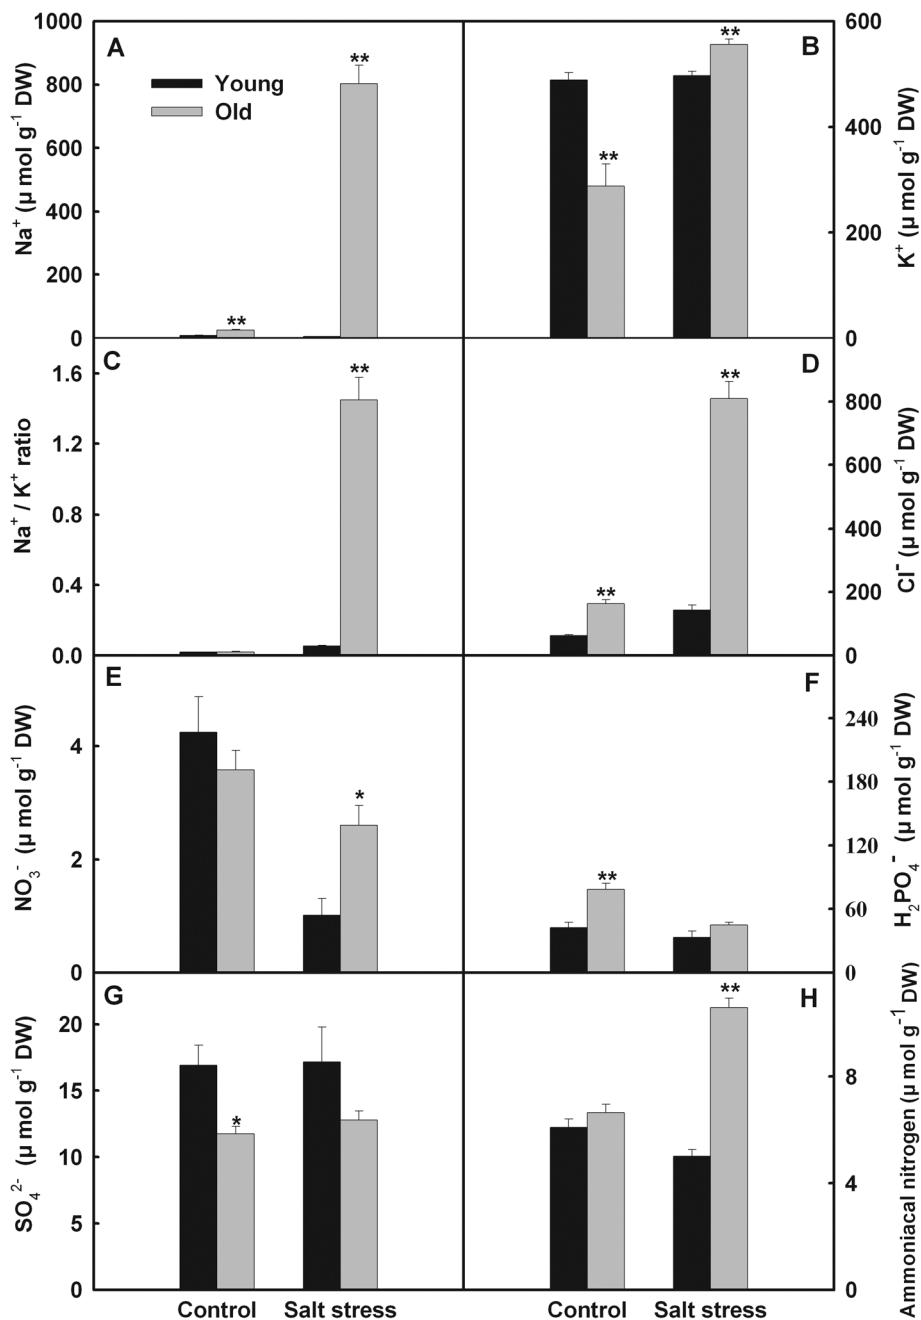 A
Young
Old
**
**
1000
800
600
400
200
0
Na⁺ (µ mol g⁻¹ DW)
B
**
**
600
400
200
0
K⁺ (µ mol g⁻¹ DW)
C
**
1.6
1.2
0.8
0.4
0.0
Na⁺ / K⁺ ratio
D
**
**
800
600
400
200
0
Cl⁻ (µ mol g⁻¹ DW)
E
*
4
2
0
NO₃⁻ (µ mol g⁻¹ DW)
F
**
240
180
120
60
0
H₂PO₄⁻ (µ mol g⁻¹ DW)
G
*
20
15
10
5
0
SO₄²⁻ (µ mol g⁻¹ DW)
Control
Salt stress
H
**
8
4
0
Ammoniacal nitrogen (µ mol g⁻¹ DW)
Control
Salt stress